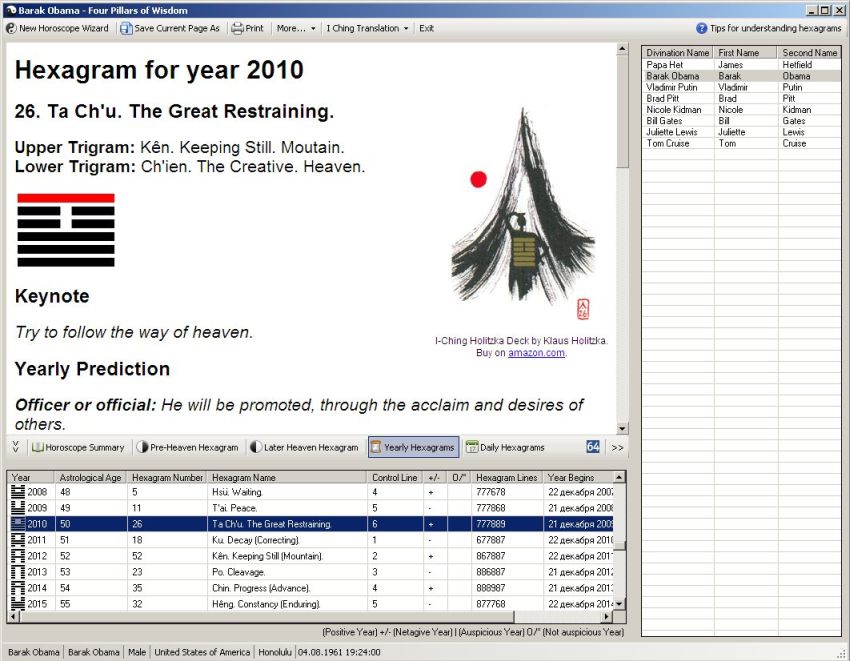 Barak Obama - Four Pillars of Wisdom
New Horoscope Wizard Save Current Page As Print More... I Ching Translation Exit Tips for understanding hexagrams
Hexagram for year 2010
26. Ta Ch'u. The Great Restraining.
Upper Trigram: Kên. Keeping Still. Moutain.
Lower Trigram: Ch'ien. The Creative. Heaven.
Keynote
Try to follow the way of heaven.
Yearly Prediction
Officer or official: He will be promoted, through the acclaim and desires of
others.
I-Ching Holitzka Deck by Klaus Holitzka.
Buy on amazon.com.
Divination Name First Name Second Name
Papa Het James Hetfield
Barak Obama Barak Obama
Vladimir Putin Vladimir Putin
Brad Pitt Brad Pitt
Nicole Kidman Nicole Kidman
Bill Gates Bill Gates
Juliette Lewis Juliette Lewis
Tom Cruise Tom Cruise
Horoscope Summary Pre-Heaven Hexagram Later Heaven Hexagram Yearly Hexagrams Daily Hexagrams 64 >>
Year Astrological Age Hexagram Number Hexagram Name Control Line +/- O/" Hexagram Lines Year Begins
2008 48 5 Hsü. Waiting. 4 + 777678 22 декабря 2007
2009 49 11 T'ai. Peace. 5 - 777868 21 декабря 2008
2010 50 26 Ta Ch'u. The Great Restraining. 6 + 777889 21 декабря 2009
2011 51 18 Ku. Decay (Correcting). 1 - 677887 22 декабря 2010
2012 52 52 Kên. Keeping Still (Mountain). 2 + 867887 22 декабря 2011
2013 53 23 Po. Cleavage. 3 - 886887 21 декабря 2012
2014 54 35 Chin. Progress (Advance). 4 + 888987 21 декабря 2013
2015 55 32 Hêng. Constancy (Enduring). 5 - 877768 22 декабря 2014
(Positive Year) +/- (Netagive Year) | (Auspicious Year) O/" (Not auspicious Year)
Barak Obama Barak Obama Male United States of America Honolulu 04.08.1961 19:24:00